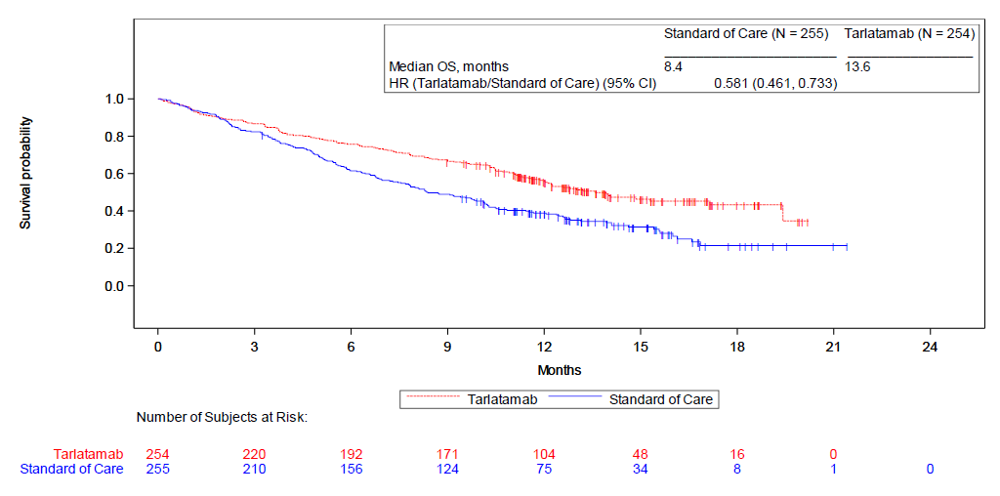 Standard of Care (N = 255) Tarlatamab (N = 254)
Median OS, months 8.4 13.6
HR (Tarlatamab/Standard of Care) (95% CI) 0.581 (0.461, 0.733)
Survival probability
1.0
0.8
0.6
0.4
0.2
0.0
0 3 6 9 12 15 18 21 24
Months
Tarlatamab Standard of Care
Number of Subjects at Risk:
Tarlatamab 254 220 192 171 104 48 16 0
Standard of Care 255 210 156 124 75 34 8 1 0